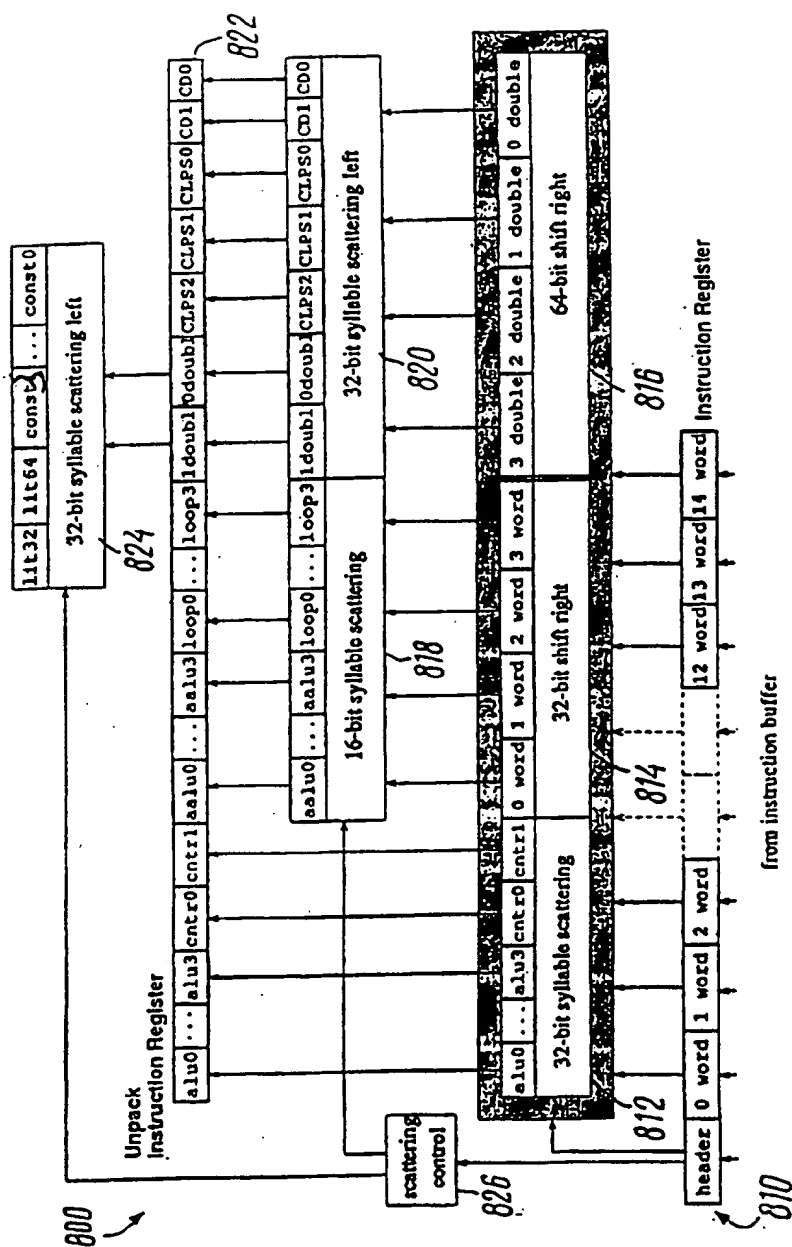 800
Unpack
Instruction Register
lit32 lit64 const3 ... const0
32-bit syllable scattering left
824
alu0 ... alu3 cntr0 cntr1 aalu0 ... aalu3 loop0 ... loop3 1doubl 0doubl CLPS2 CLPS1 CLPS0 CD1 CD0
822
aalu0 ... aalu3 loop0 ... loop3 1doubl 0doubl CLPS2 CLPS1 CLPS0 CD1 CD0
16-bit syllable scattering
32-bit syllable scattering left
818
820
scattering
control
826
alu0 ... alu3 cntr0 cntr1 0 word 1 word 2 word 3 word 3 double 2 double 1 double 0 double
32-bit syllable scattering
32-bit shift right
64-bit shift right
812
814
816
header 0 word 1 word 2 word 12 word 13 word 14 word
Instruction Register
810
from instruction buffer